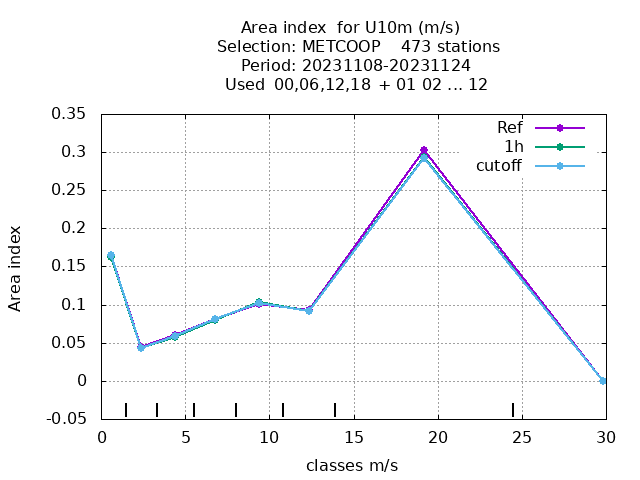 Area index  for U10m (m/s)
Selection: METCOOP    473 stations
Period: 20231108-20231124
Used  00,06,12,18  + 01 02 ... 12
0.35
0.3
0.25
0.2
0.15
0.1
0.05
0
-0.05
Area index
Ref
1h
cutoff
0 5 10 15 20 25 30
classes m/s